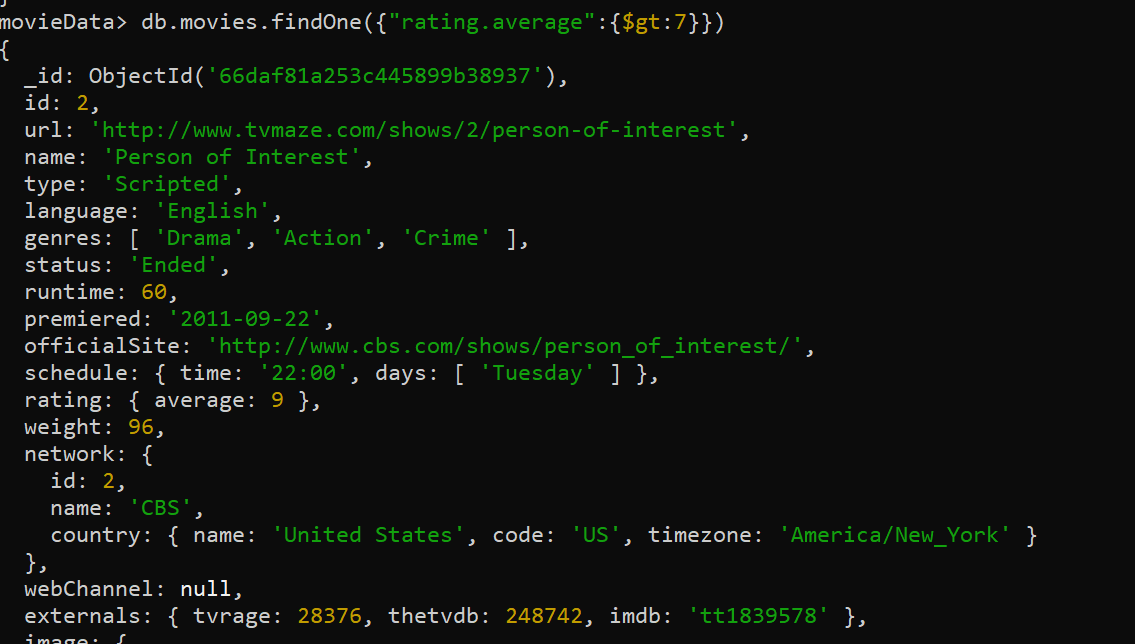 movieData> db.movies.findOne({"rating.average":{$gt:7}})
{
_id: ObjectId('66daf81a253c445899b38937'),
id: 2,
url: 'http://www.tvmaze.com/shows/2/person-of-interest',
name: 'Person of Interest',
type: 'Scripted',
language: 'English',
genres: [ 'Drama', 'Action', 'Crime' ],
status: 'Ended',
runtime: 60,
premiered: '2011-09-22',
officialSite: 'http://www.cbs.com/shows/person_of_interest/',
schedule: { time: '22:00', days: [ 'Tuesday' ] },
rating: { average: 9 },
weight: 96,
network: {
id: 2,
name: 'CBS',
country: { name: 'United States', code: 'US', timezone: 'America/New_York' }
},
webChannel: null,
externals: { tvrage: 28376, thetvdb: 248742, imdb: 'tt1839578' },
image: {